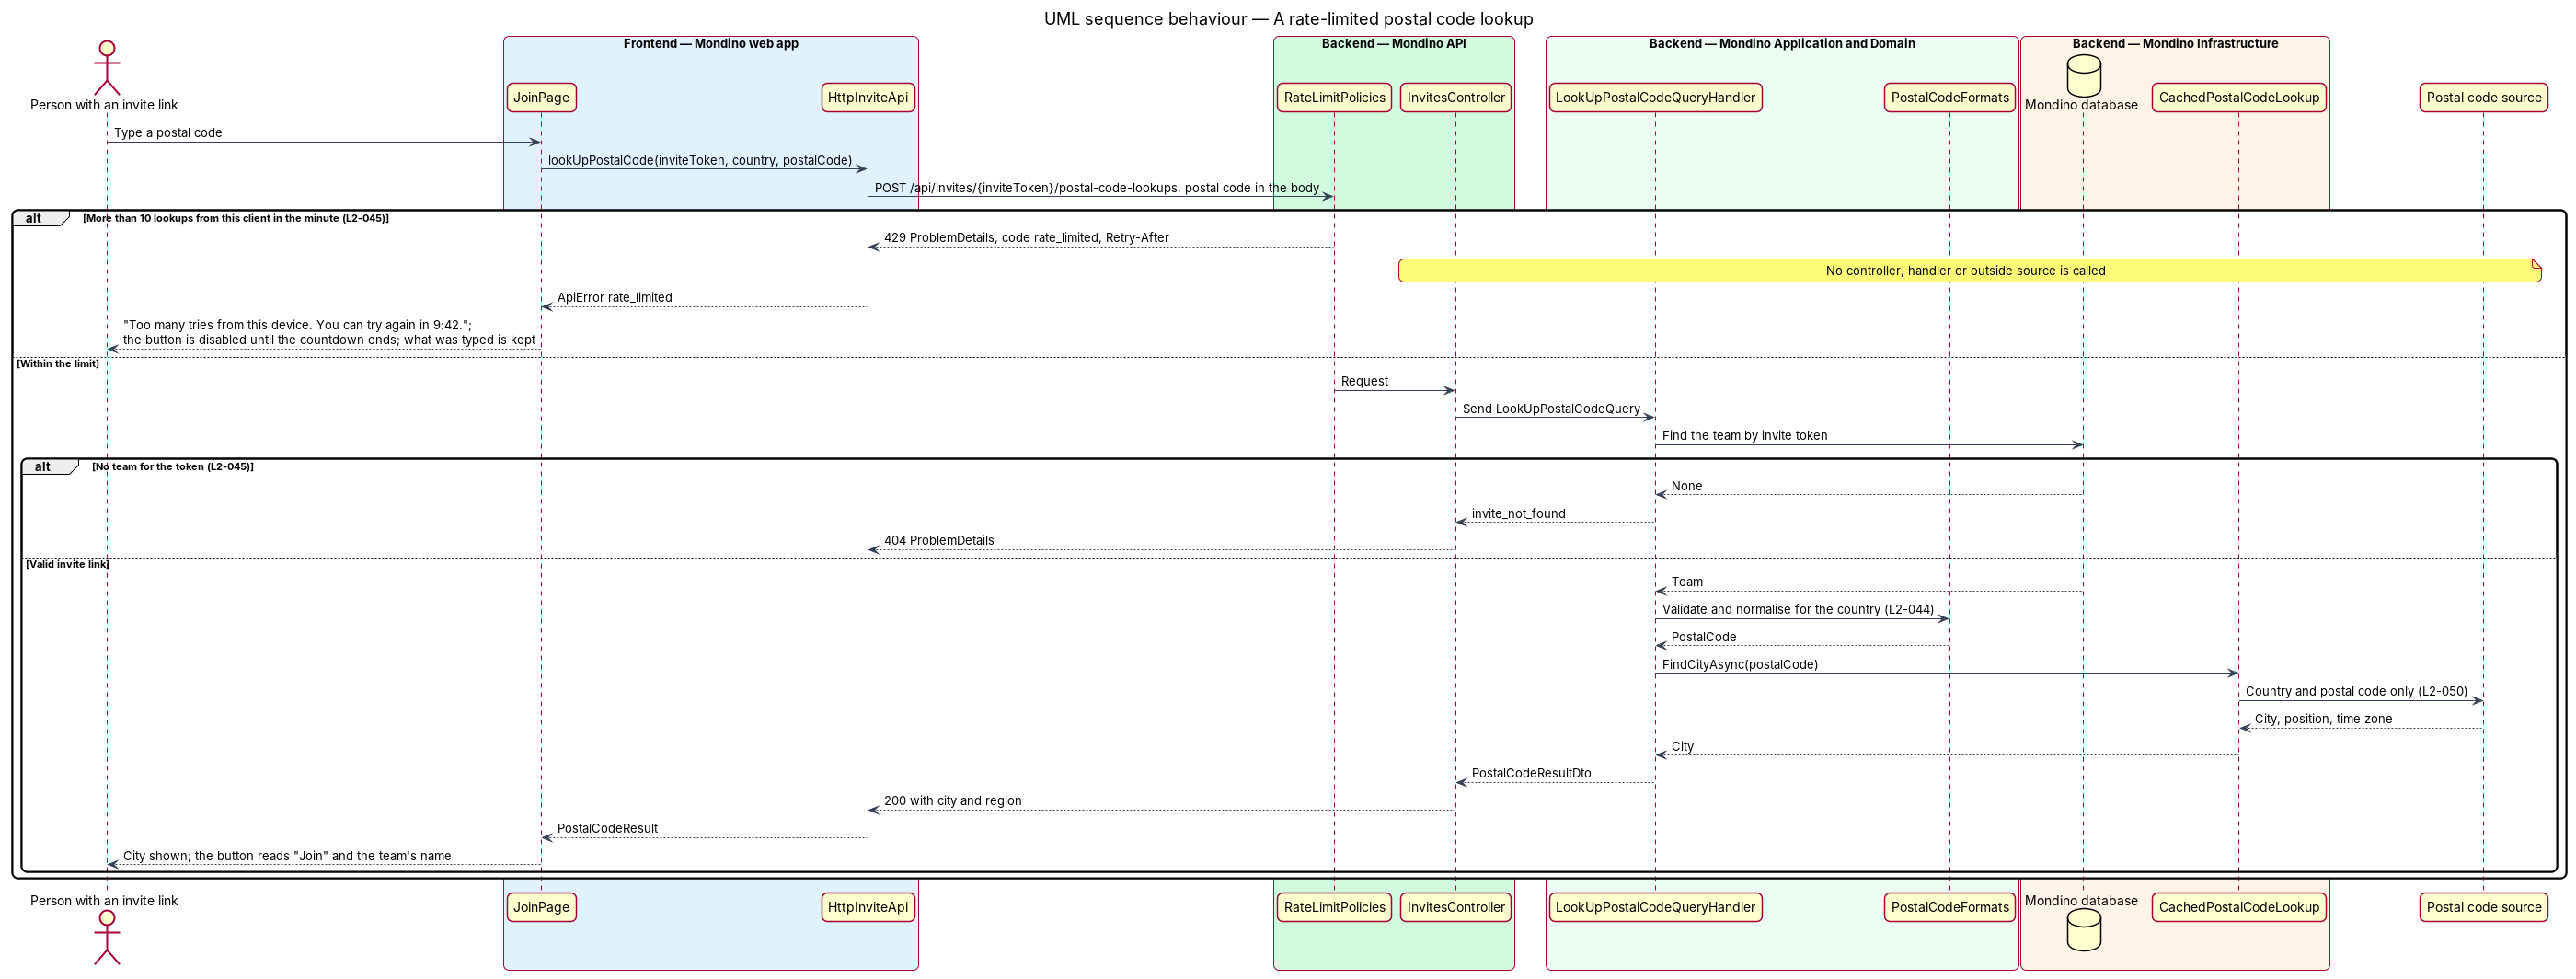 UML sequence behaviour — A rate-limited postal code lookup
Frontend — Mondino web app
Backend — Mondino API
Backend — Mondino Application and Domain
Backend — Mondino Infrastructure
Person with an invite link
JoinPage
HttpInviteApi
RateLimitPolicies
InvitesController
LookUpPostalCodeQueryHandler
PostalCodeFormats
Mondino database
CachedPostalCodeLookup
Postal code source
Type a postal code
lookUpPostalCode(inviteToken, country, postalCode)
POST /api/invites/{inviteToken}/postal-code-lookups, postal code in the body
alt
[More than 10 lookups from this client in the minute (L2-045)]
429 ProblemDetails, code rate_limited, Retry-After
No controller, handler or outside source is called
ApiError rate_limited
"Too many tries from this device. You can try again in 9:42.";
the button is disabled until the countdown ends; what was typed is kept
[Within the limit]
Request
Send LookUpPostalCodeQuery
Find the team by invite token
alt
[No team for the token (L2-045)]
None
invite_not_found
404 ProblemDetails
[Valid invite link]
Team
Validate and normalise for the country (L2-044)
PostalCode
FindCityAsync(postalCode)
Country and postal code only (L2-050)
City, position, time zone
City
PostalCodeResultDto
200 with city and region
PostalCodeResult
City shown; the button reads "Join" and the team's name
Person with an invite link
JoinPage
HttpInviteApi
RateLimitPolicies
InvitesController
LookUpPostalCodeQueryHandler
PostalCodeFormats
Mondino database
CachedPostalCodeLookup
Postal code source